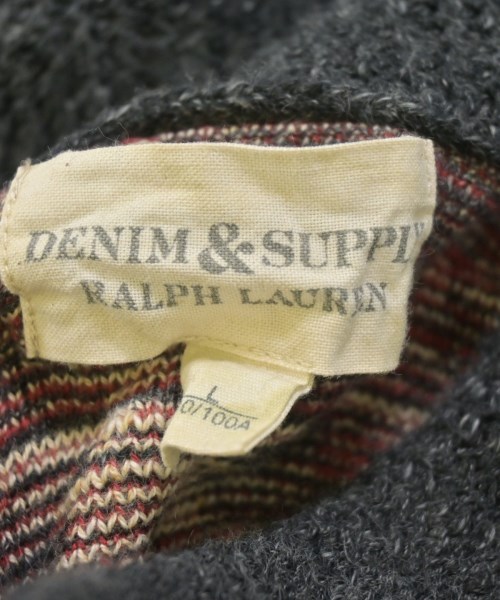 DENIM & SUPPLY
RALPH LAUREN
L
0/100A